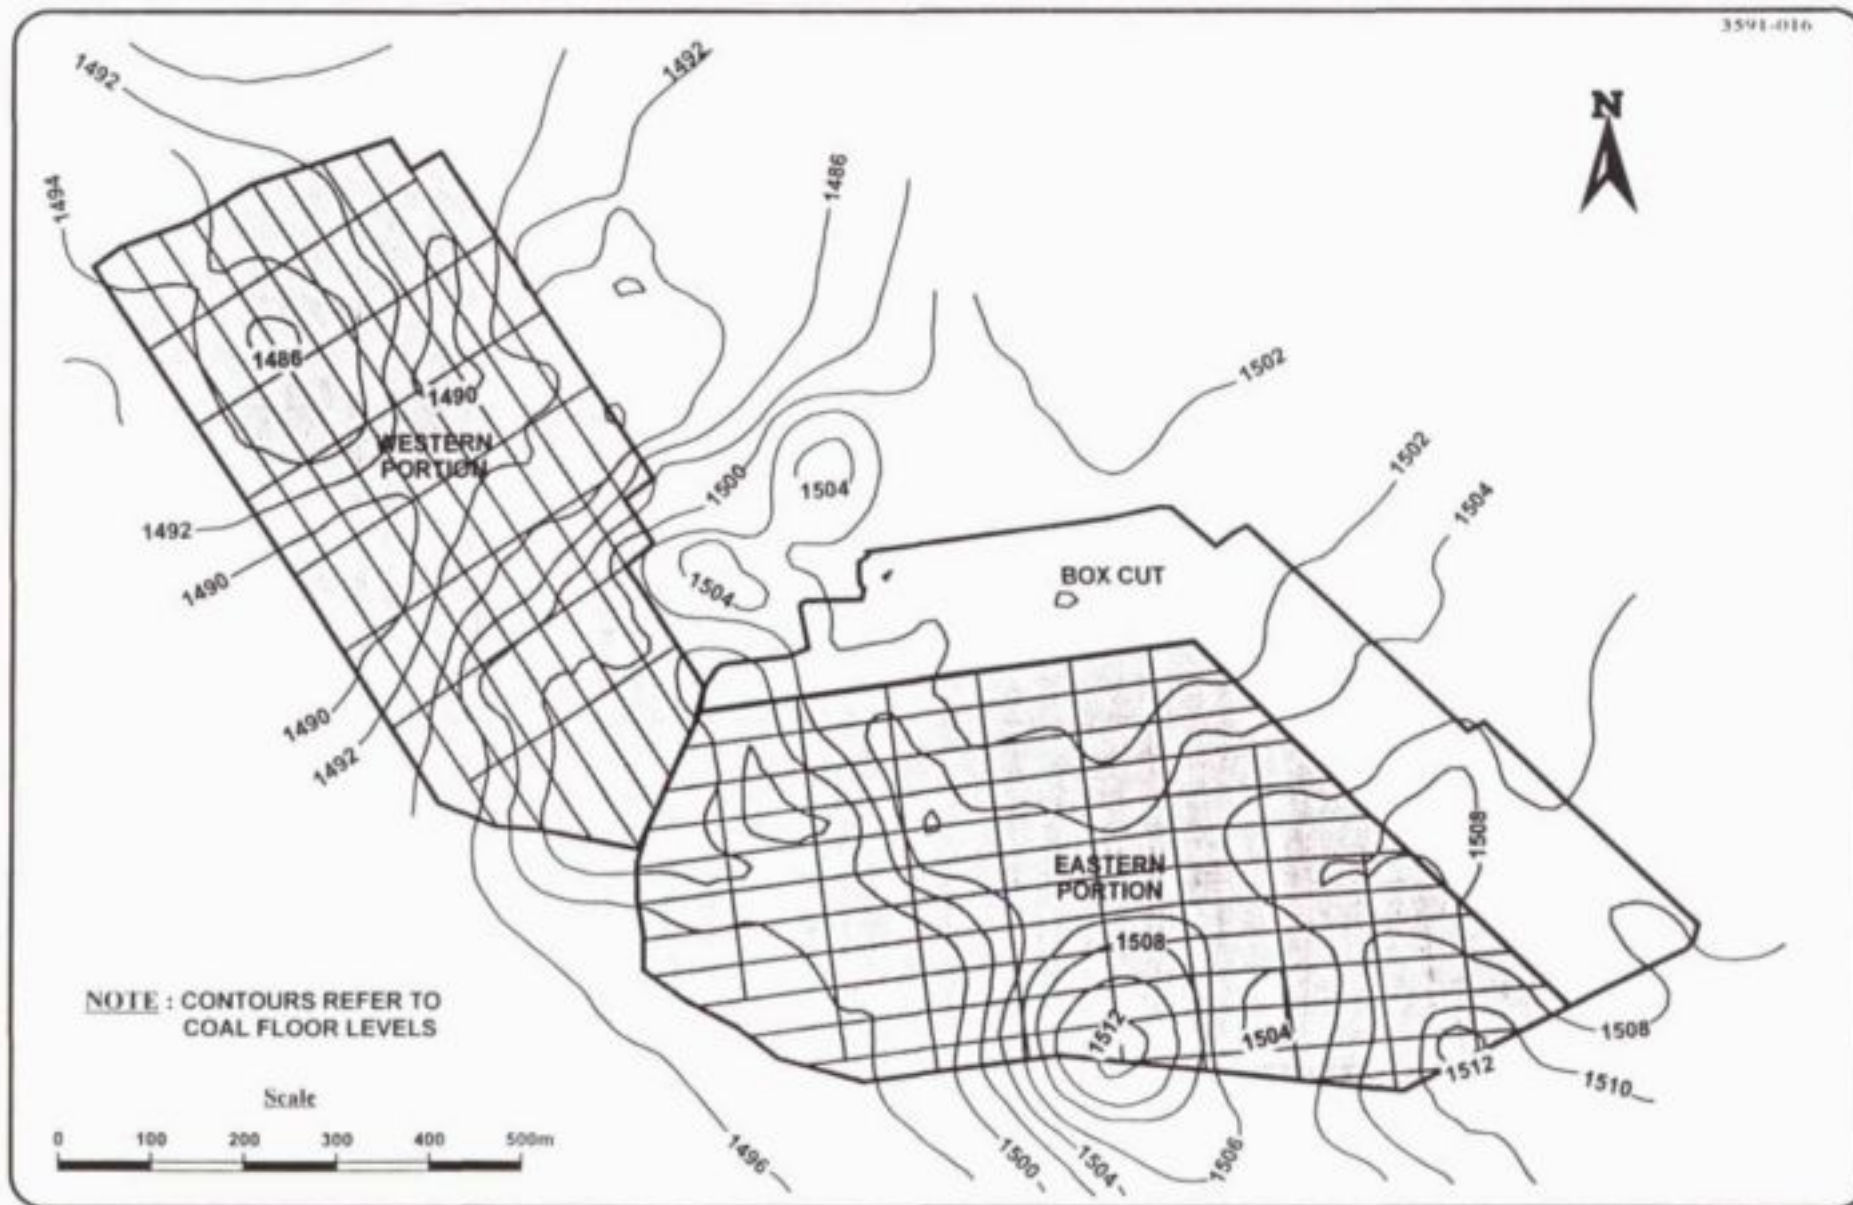 3591-016
N
1492
1492
1494
1486
1486
1490
WESTERN
PORTION
1502
1502
1500
1504
1504
1504
1492
1490
BOX CUT
1504
1490
1492
1508
EASTERN
PORTION
1508
NOTE : CONTOURS REFER TO
COAL FLOOR LEVELS
1512
1504
1508
1512
1510
Scale
0 100 200 300 400 500m
1496
1500
1504
1506